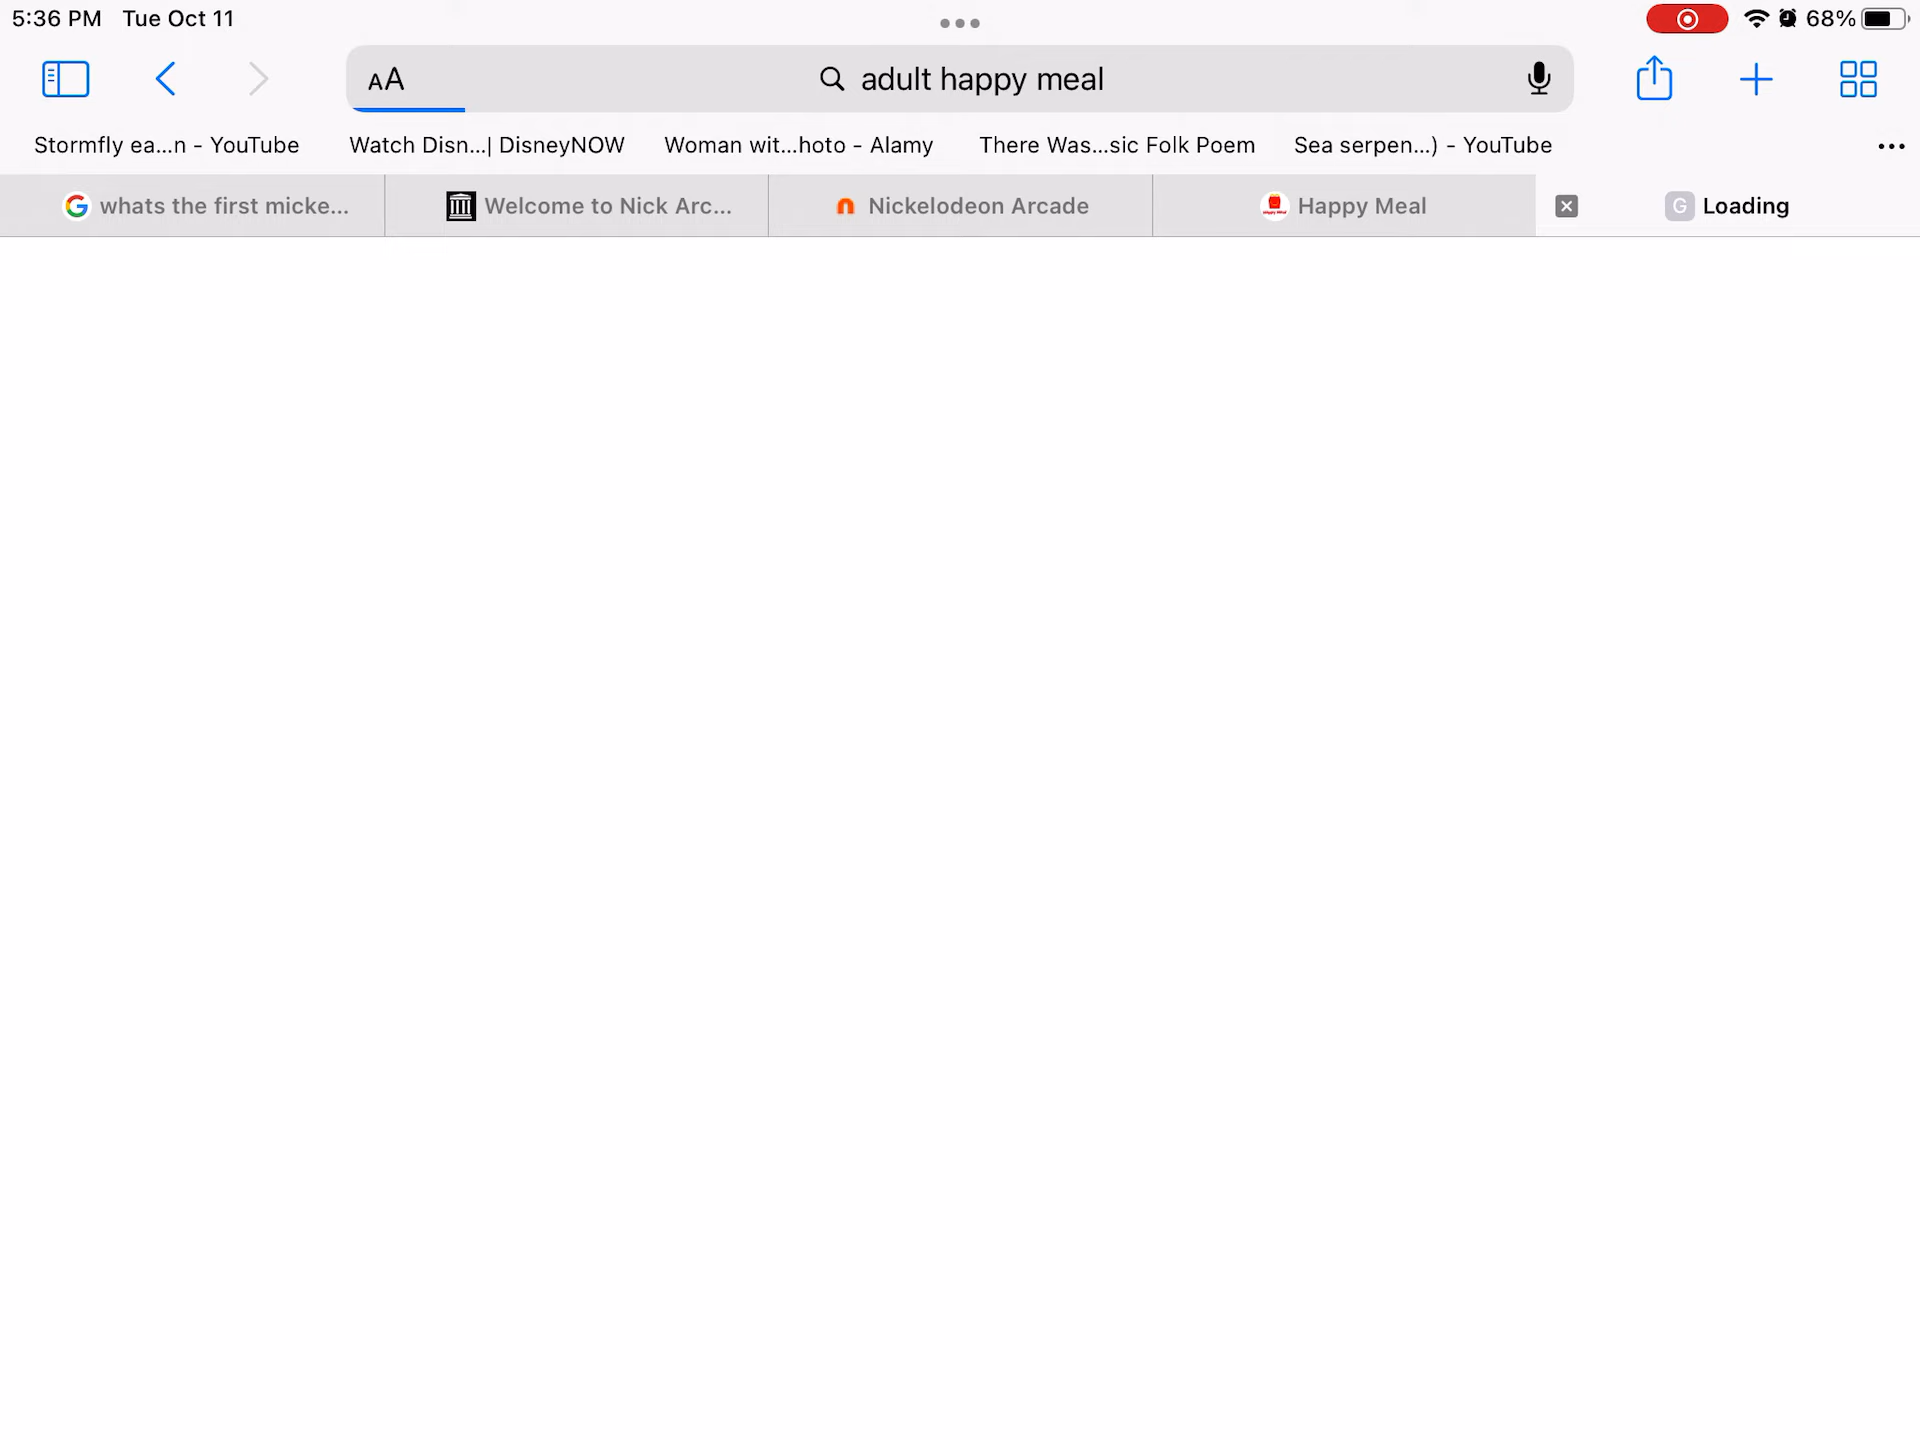 5:36 PM Tue Oct 11 68%
AA adult happy meal
Stormfly ea...n - YouTube Watch Disn...| DisneyNOW Woman wit...hoto - Alamy There Was...sic Folk Poem Sea serpen...) - YouTube
G whats the first micke... Welcome to Nick Arc... Nickelodeon Arcade Happy Meal G Loading